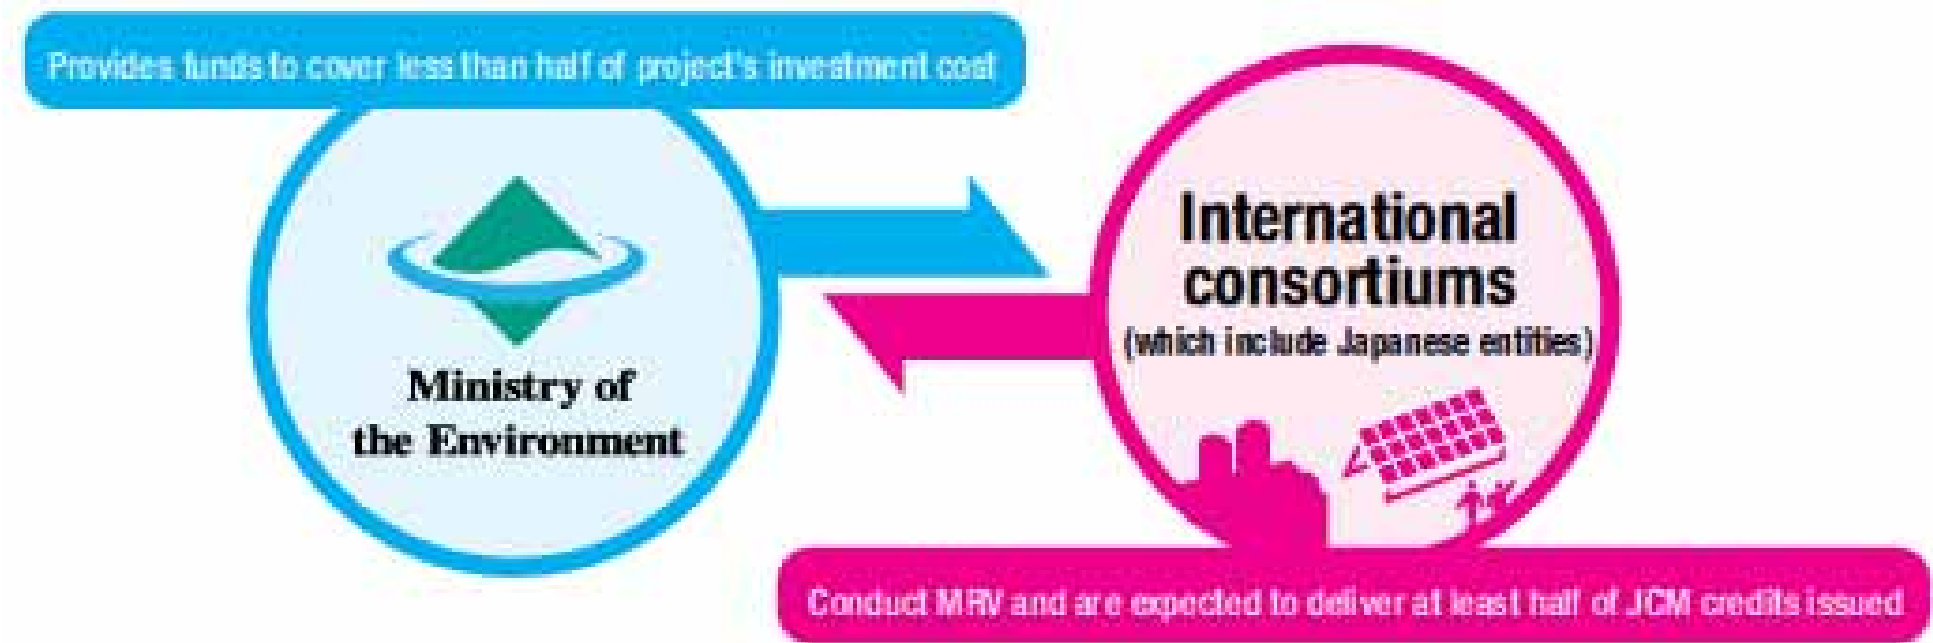 Provides funds to cover less than half of project's investment cost
Ministry of
the Environment
International
consortiums
(which include Japanese entities)
Conduct MRV and are expected to deliver at least half of JCM credits issued